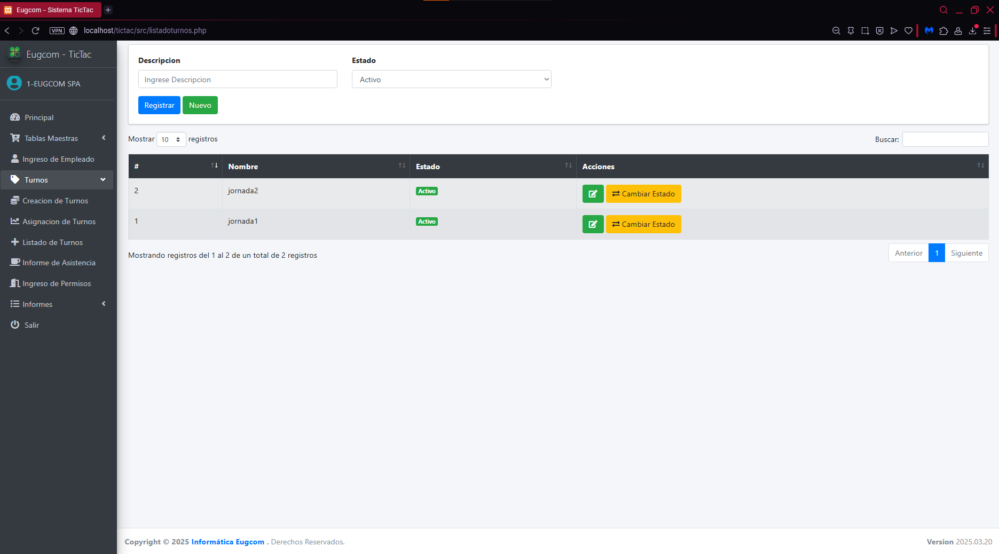 Eugcom - Sistema TicTac
VPN localhost/tictac/src/listadoturnos.php
Eugcom - TicTac
1-EUGCOM SPA
Principal
Tablas Maestras
Ingreso de Empleado
Turnos
Creacion de Turnos
Asignacion de Turnos
Listado de Turnos
Informe de Asistencia
Ingreso de Permisos
Informes
Salir
Descripcion Estado
Ingrese Descripcion Activo
Registrar Nuevo
Mostrar 10 registros Buscar:
# Nombre Estado Acciones
2 jornada2 Activo Cambiar Estado
1 jornada1 Activo Cambiar Estado
Mostrando registros del 1 al 2 de un total de 2 registros Anterior 1 Siguiente
Copyright © 2025 Informática Eugcom . Derechos Reservados. Version 2025.03.20